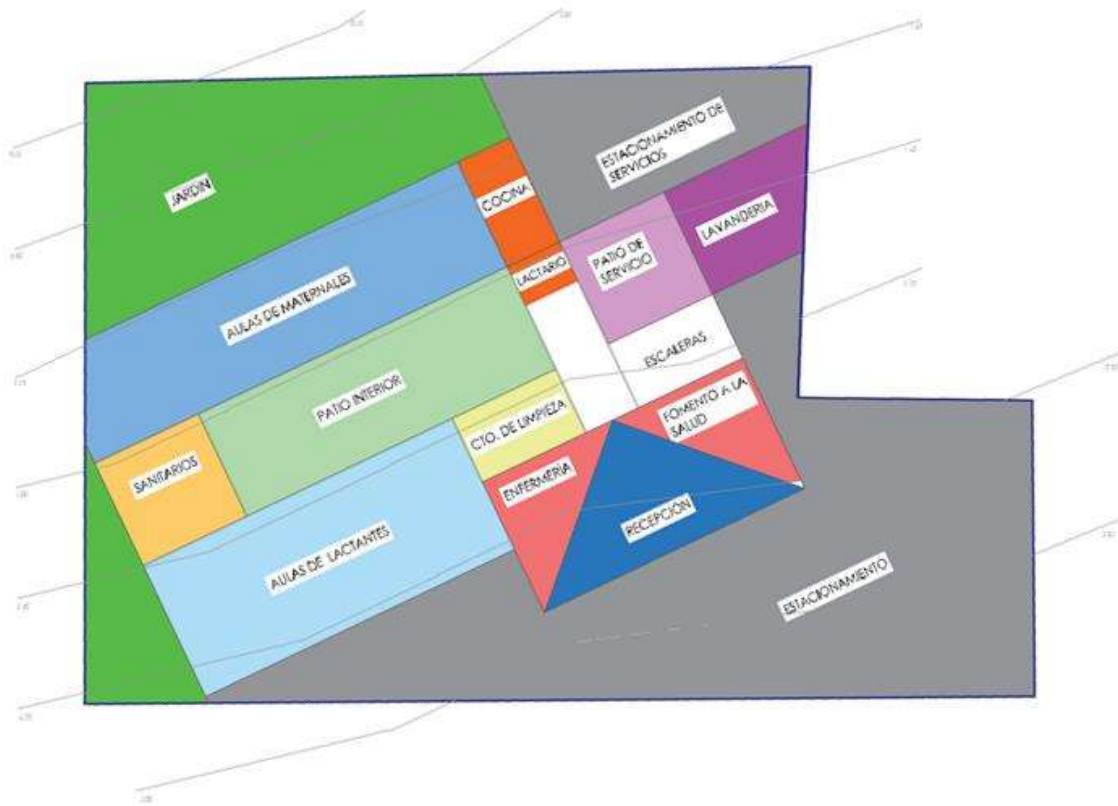 ESTACIONAMIENTO DE
SERVICIOS
JARDIN
COCINA
LAVANDERIA
PATIO DE
SERVICIO
LACTARIO
AULAS DE MATERNALES
ESCALERAS
PATIO INTERIOR
FOMENTO A LA
SALUD
CTO. DE LIMPIEZA
SANITARIOS
ENFERMERIA
RECEPCIÓN
AULAS DE LACTANTES
ESTACIONAMIENTO